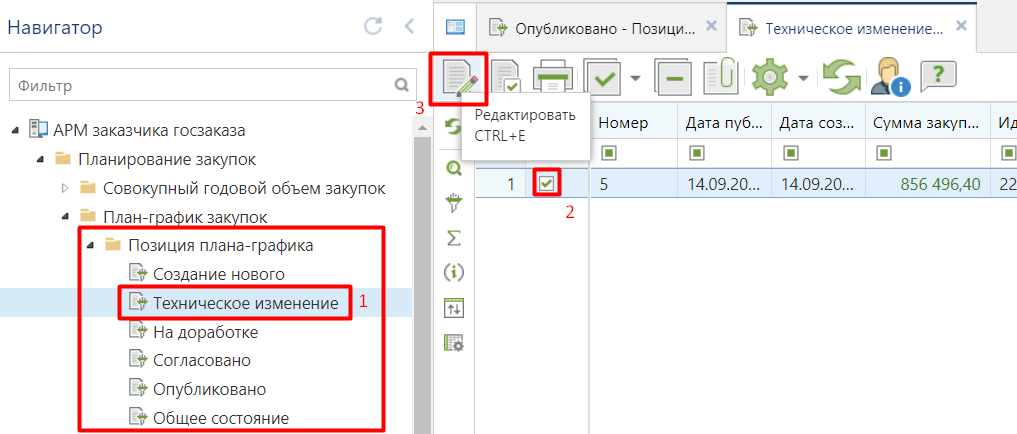 Навигатор
Фильтр
АРМ заказчика госзаказа
Планирование закупок
Совокупный годовой объем закупок
План-график закупок
Позиция плана-графика
Создание нового
Техническое изменение
1
На доработке
Согласовано
Опубликовано
Общее состояние
Опубликовано - Позици...
Техническое изменение...
3
Редактировать
CTRL+E
Номер
Дата пуб...
Дата соз...
Сумма закуп...
Ид
1
5
14.09.20...
14.09.20...
856 496,40
22
2